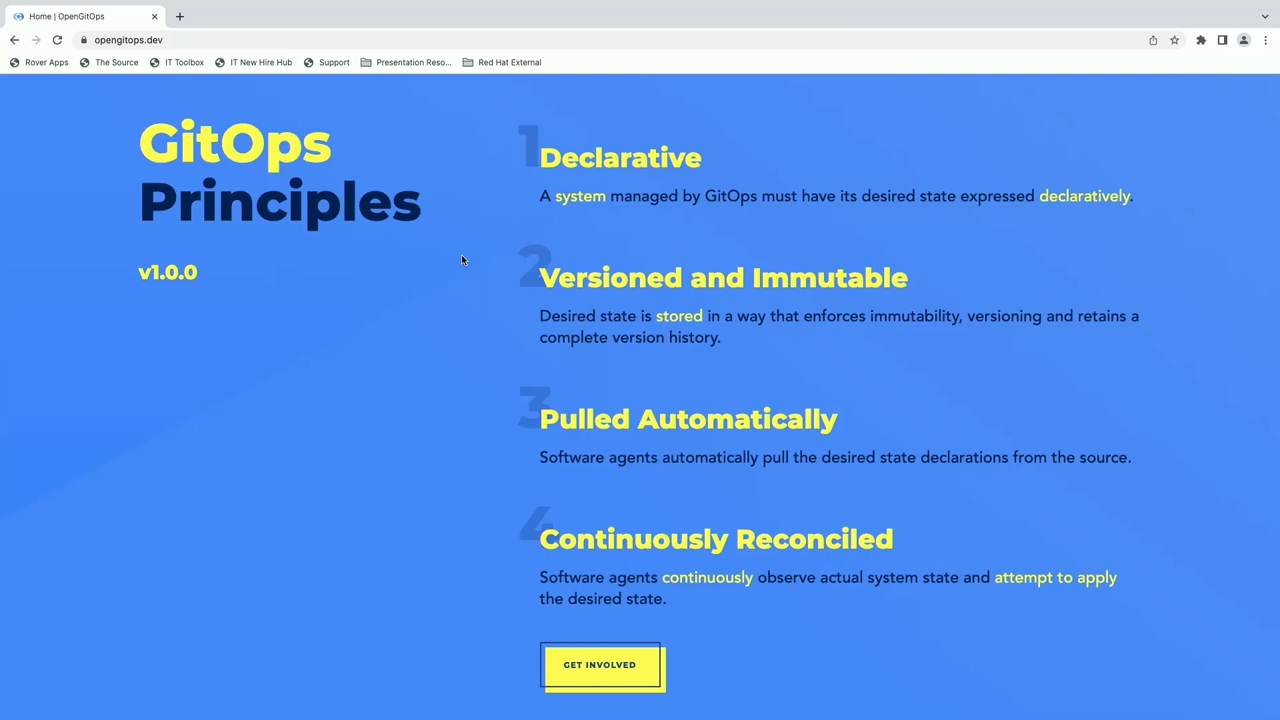 Home | OpenGitOps
opengitops.dev
Rover Apps
The Source
IT Toolbox
IT New Hire Hub
Support
Presentation Reso...
Red Hat External
GitOps
Principles
v1.0.0
1
Declarative
A system managed by GitOps must have its desired state expressed declaratively.
2
Versioned and Immutable
Desired state is stored in a way that enforces immutability, versioning and retains a
complete version history.
3
Pulled Automatically
Software agents automatically pull the desired state declarations from the source.
4
Continuously Reconciled
Software agents continuously observe actual system state and attempt to apply
the desired state.
GET INVOLVED